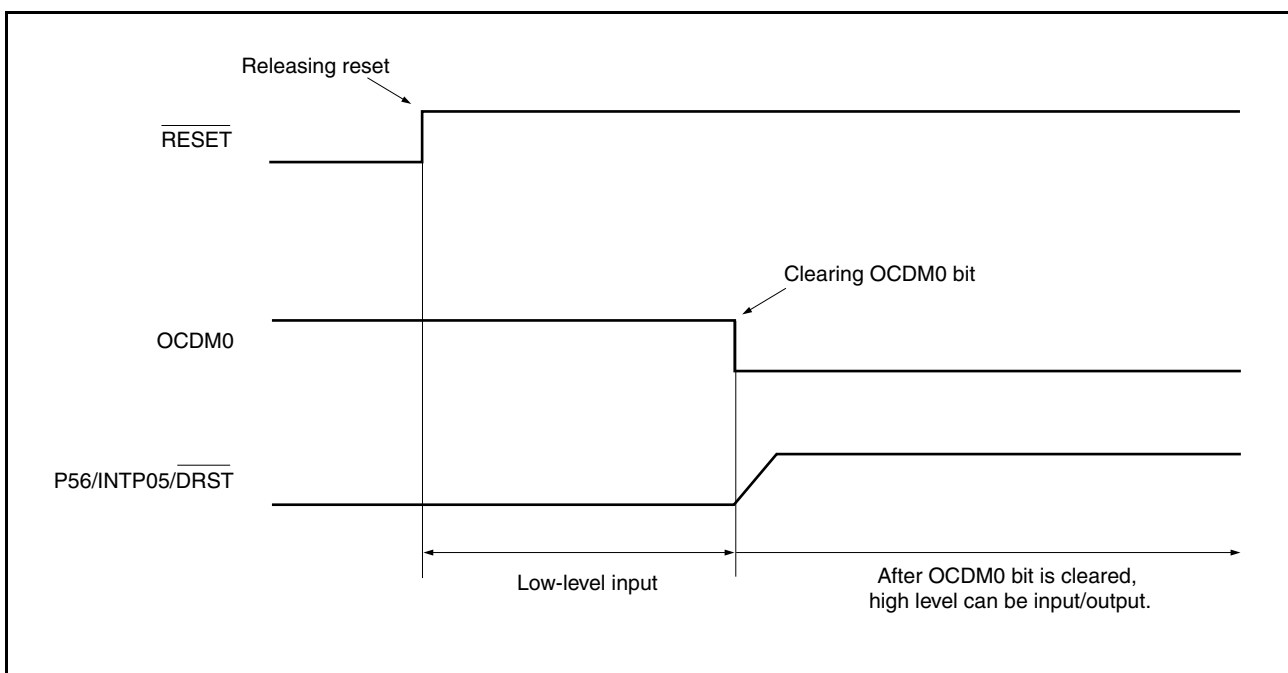 Releasing reset
RESET
Clearing OCDM0 bit
OCDM0
P56/INTP05/DRST
Low-level input
After OCDM0 bit is cleared,
high level can be input/output.